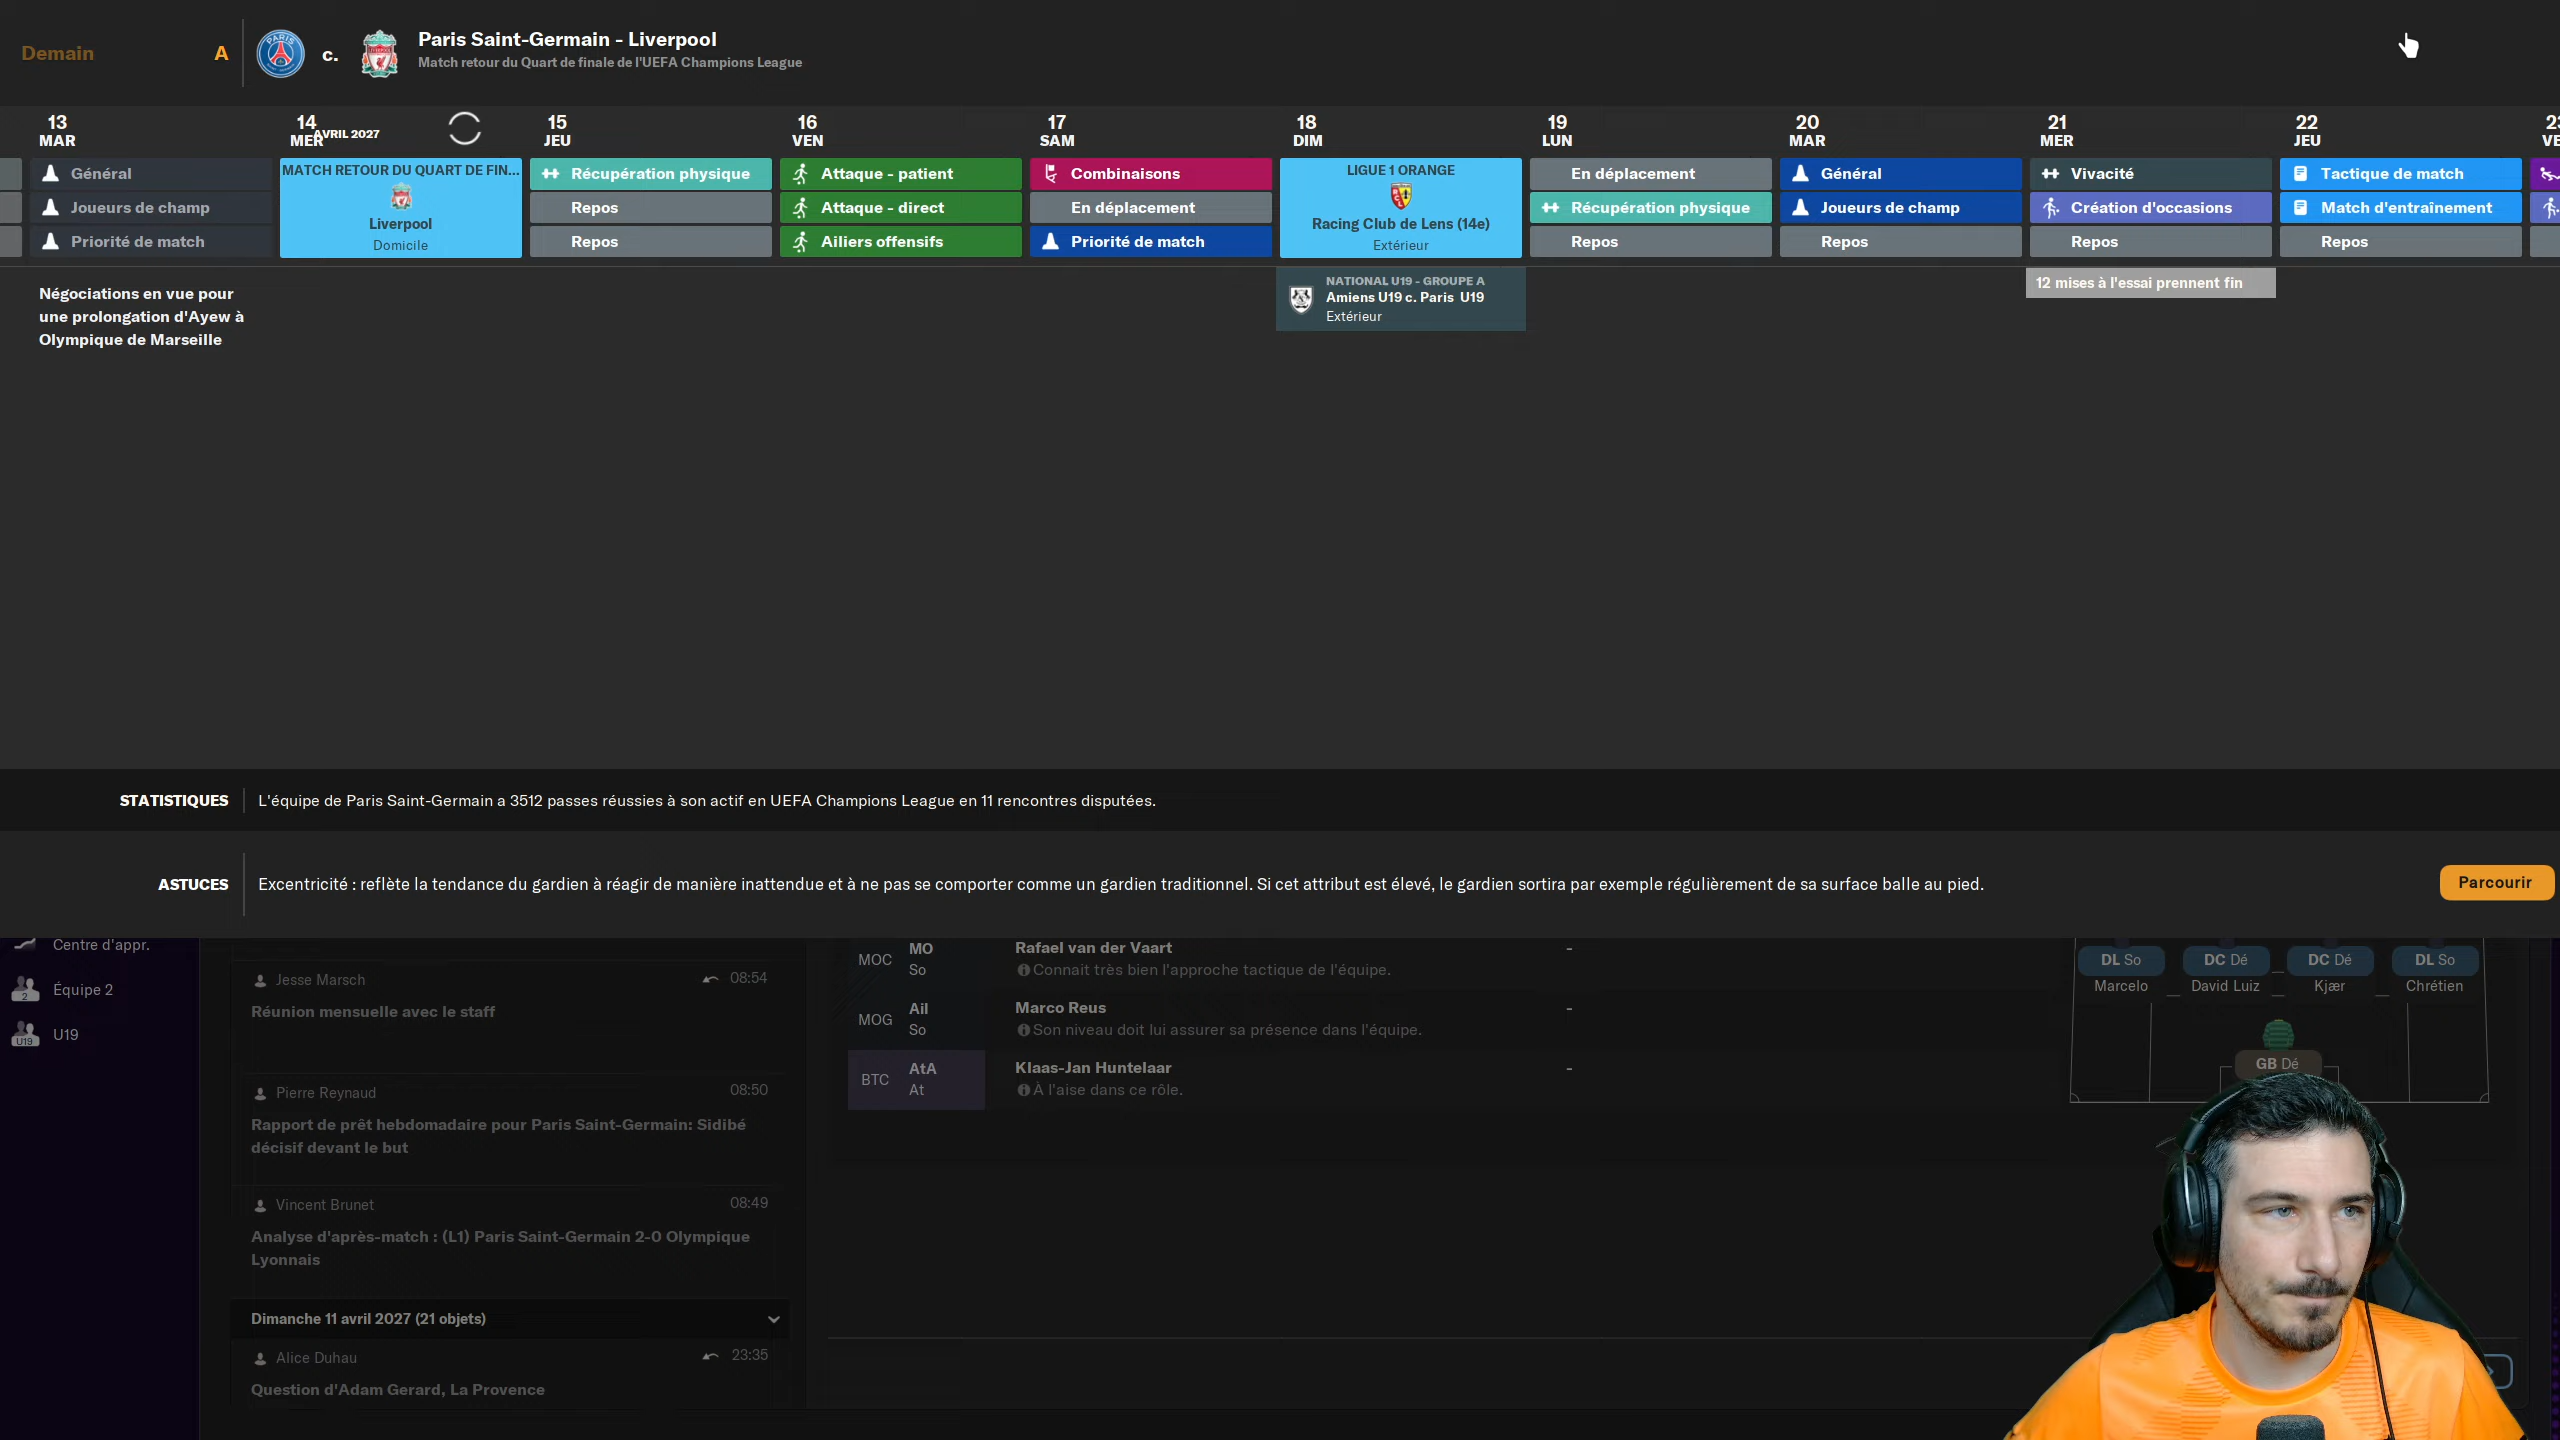 Demain
A
c.
Paris Saint-Germain - Liverpool
Match retour du Quart de finale de l'UEFA Champions League
13
MAR
14
MER
AVRIL 2027
15
JEU
16
VEN
17
SAM
18
DIM
19
LUN
20
MAR
21
MER
22
JEU
Général
Joueurs de champ
Priorité de match
MATCH RETOUR DU QUART DE FIN...
Liverpool
Domicile
Récupération physique
Repos
Repos
Attaque - patient
Attaque - direct
Ailiers offensifs
Combinaisons
En déplacement
Priorité de match
LIGUE 1 ORANGE
Racing Club de Lens (14e)
Extérieur
En déplacement
Récupération physique
Repos
Général
Joueurs de champ
Repos
Vivacité
Création d'occasions
Repos
Tactique de match
Match d'entraînement
Repos
Négociations en vue pour
une prolongation d'Ayew à
Olympique de Marseille
NATIONAL U19 - GROUPE A
Amiens U19 c. Paris U19
Extérieur
12 mises à l'essai prennent fin
STATISTIQUES
L'équipe de Paris Saint-Germain a 3512 passes réussies à son actif en UEFA Champions League en 11 rencontres disputées.
ASTUCES
Excentricité : reflète la tendance du gardien à réagir de manière inattendue et à ne pas se comporter comme un gardien traditionnel. Si cet attribut est élevé, le gardien sortira par exemple régulièrement de sa surface balle au pied.
Parcourir
Centre d'appr.
2
Équipe 2
U19
U19
Jesse Marsch
08:54
Réunion mensuelle avec le staff
Pierre Reynaud
08:50
Rapport de prêt hebdomadaire pour Paris Saint-Germain: Sidibé
décisif devant le but
Vincent Brunet
08:49
Analyse d'après-match : (L1) Paris Saint-Germain 2-0 Olympique
Lyonnais
Dimanche 11 avril 2027 (21 objets)
Alice Duhau
23:35
Question d'Adam Gerard, La Provence
MOC
MO
So
Rafael van der Vaart
-
Connait très bien l'approche tactique de l'équipe.
MOG
Ail
So
Marco Reus
-
Son niveau doit lui assurer sa présence dans l'équipe.
BTC
AtA
At
Klaas-Jan Huntelaar
-
À l'aise dans ce rôle.
DL So
DC Dé
DC Dé
DL So
Marcelo
David Luiz
Kjær
Chrétien
GB Dé